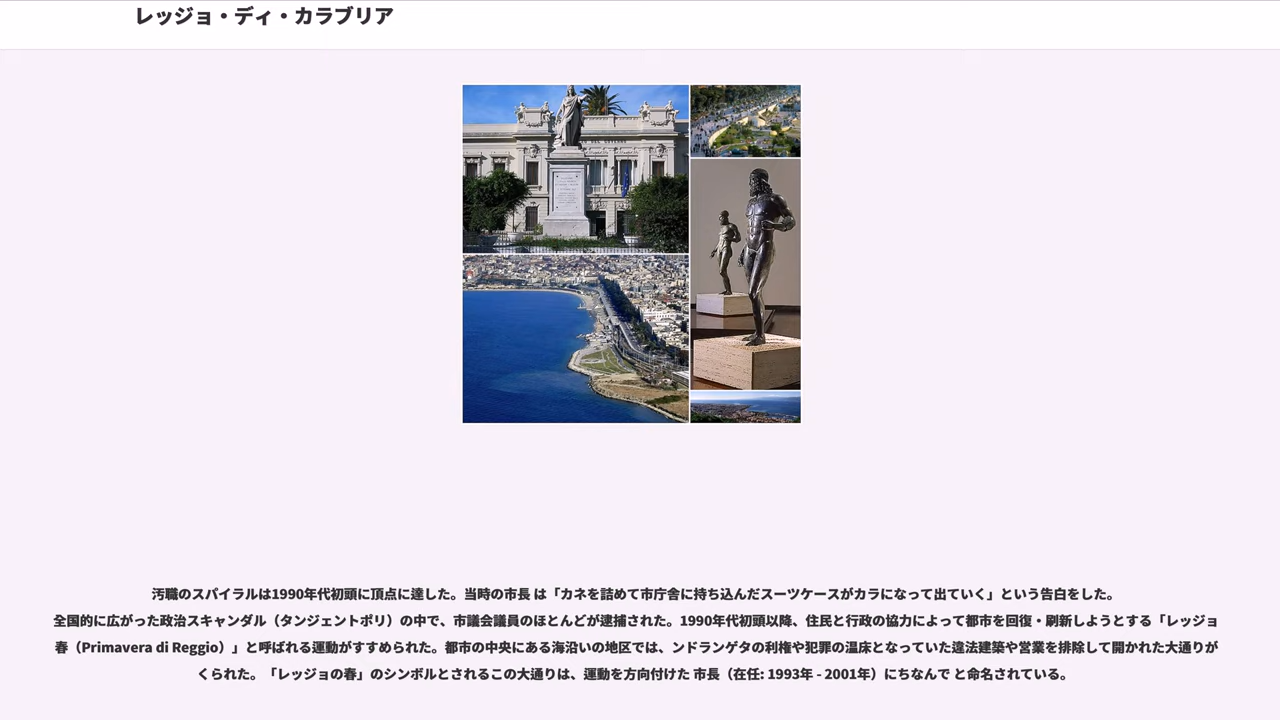 レッジョ・ディ・カラブリア
汚職のスパイラルは1990年代初頭に頂点に達した。当時の市長 は「カネを詰めて市庁舎に持ち込んだスーツケースがカラになって出ていく」という告白をした。
全国的に広がった政治スキャンダル（タンジェントポリ）の中で、市議会議員のほとんどが逮捕された。1990年代初頭以降、住民と行政の協力によって都市を回復・刷新しようとする「レッジョ
春（Primavera di Reggio）」と呼ばれる運動がすすめられた。都市の中央にある海沿いの地区では、ンドランゲタの利権や犯罪の温床となっていた違法建築や営業を排除して開かれた大通りが
くられた。「レッジョの春」のシンボルとされるこの大通りは、運動を方向付けた 市長（在任: 1993年 - 2001年）にちなんで と命名されている。